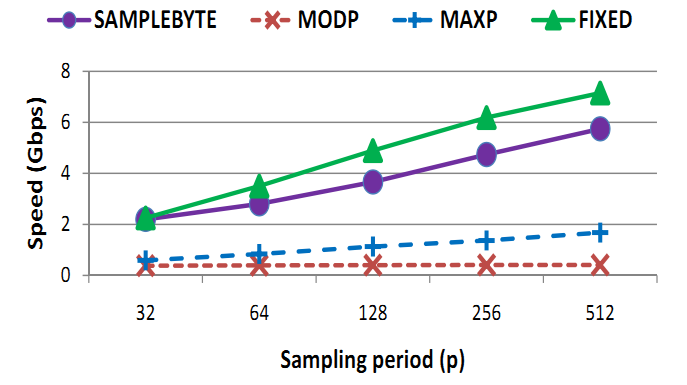 SAMPLEBYTE MODP MAXP FIXED
8
6
4
2
0
Speed (Gbps)
32 64 128 256 512
Sampling period (p)